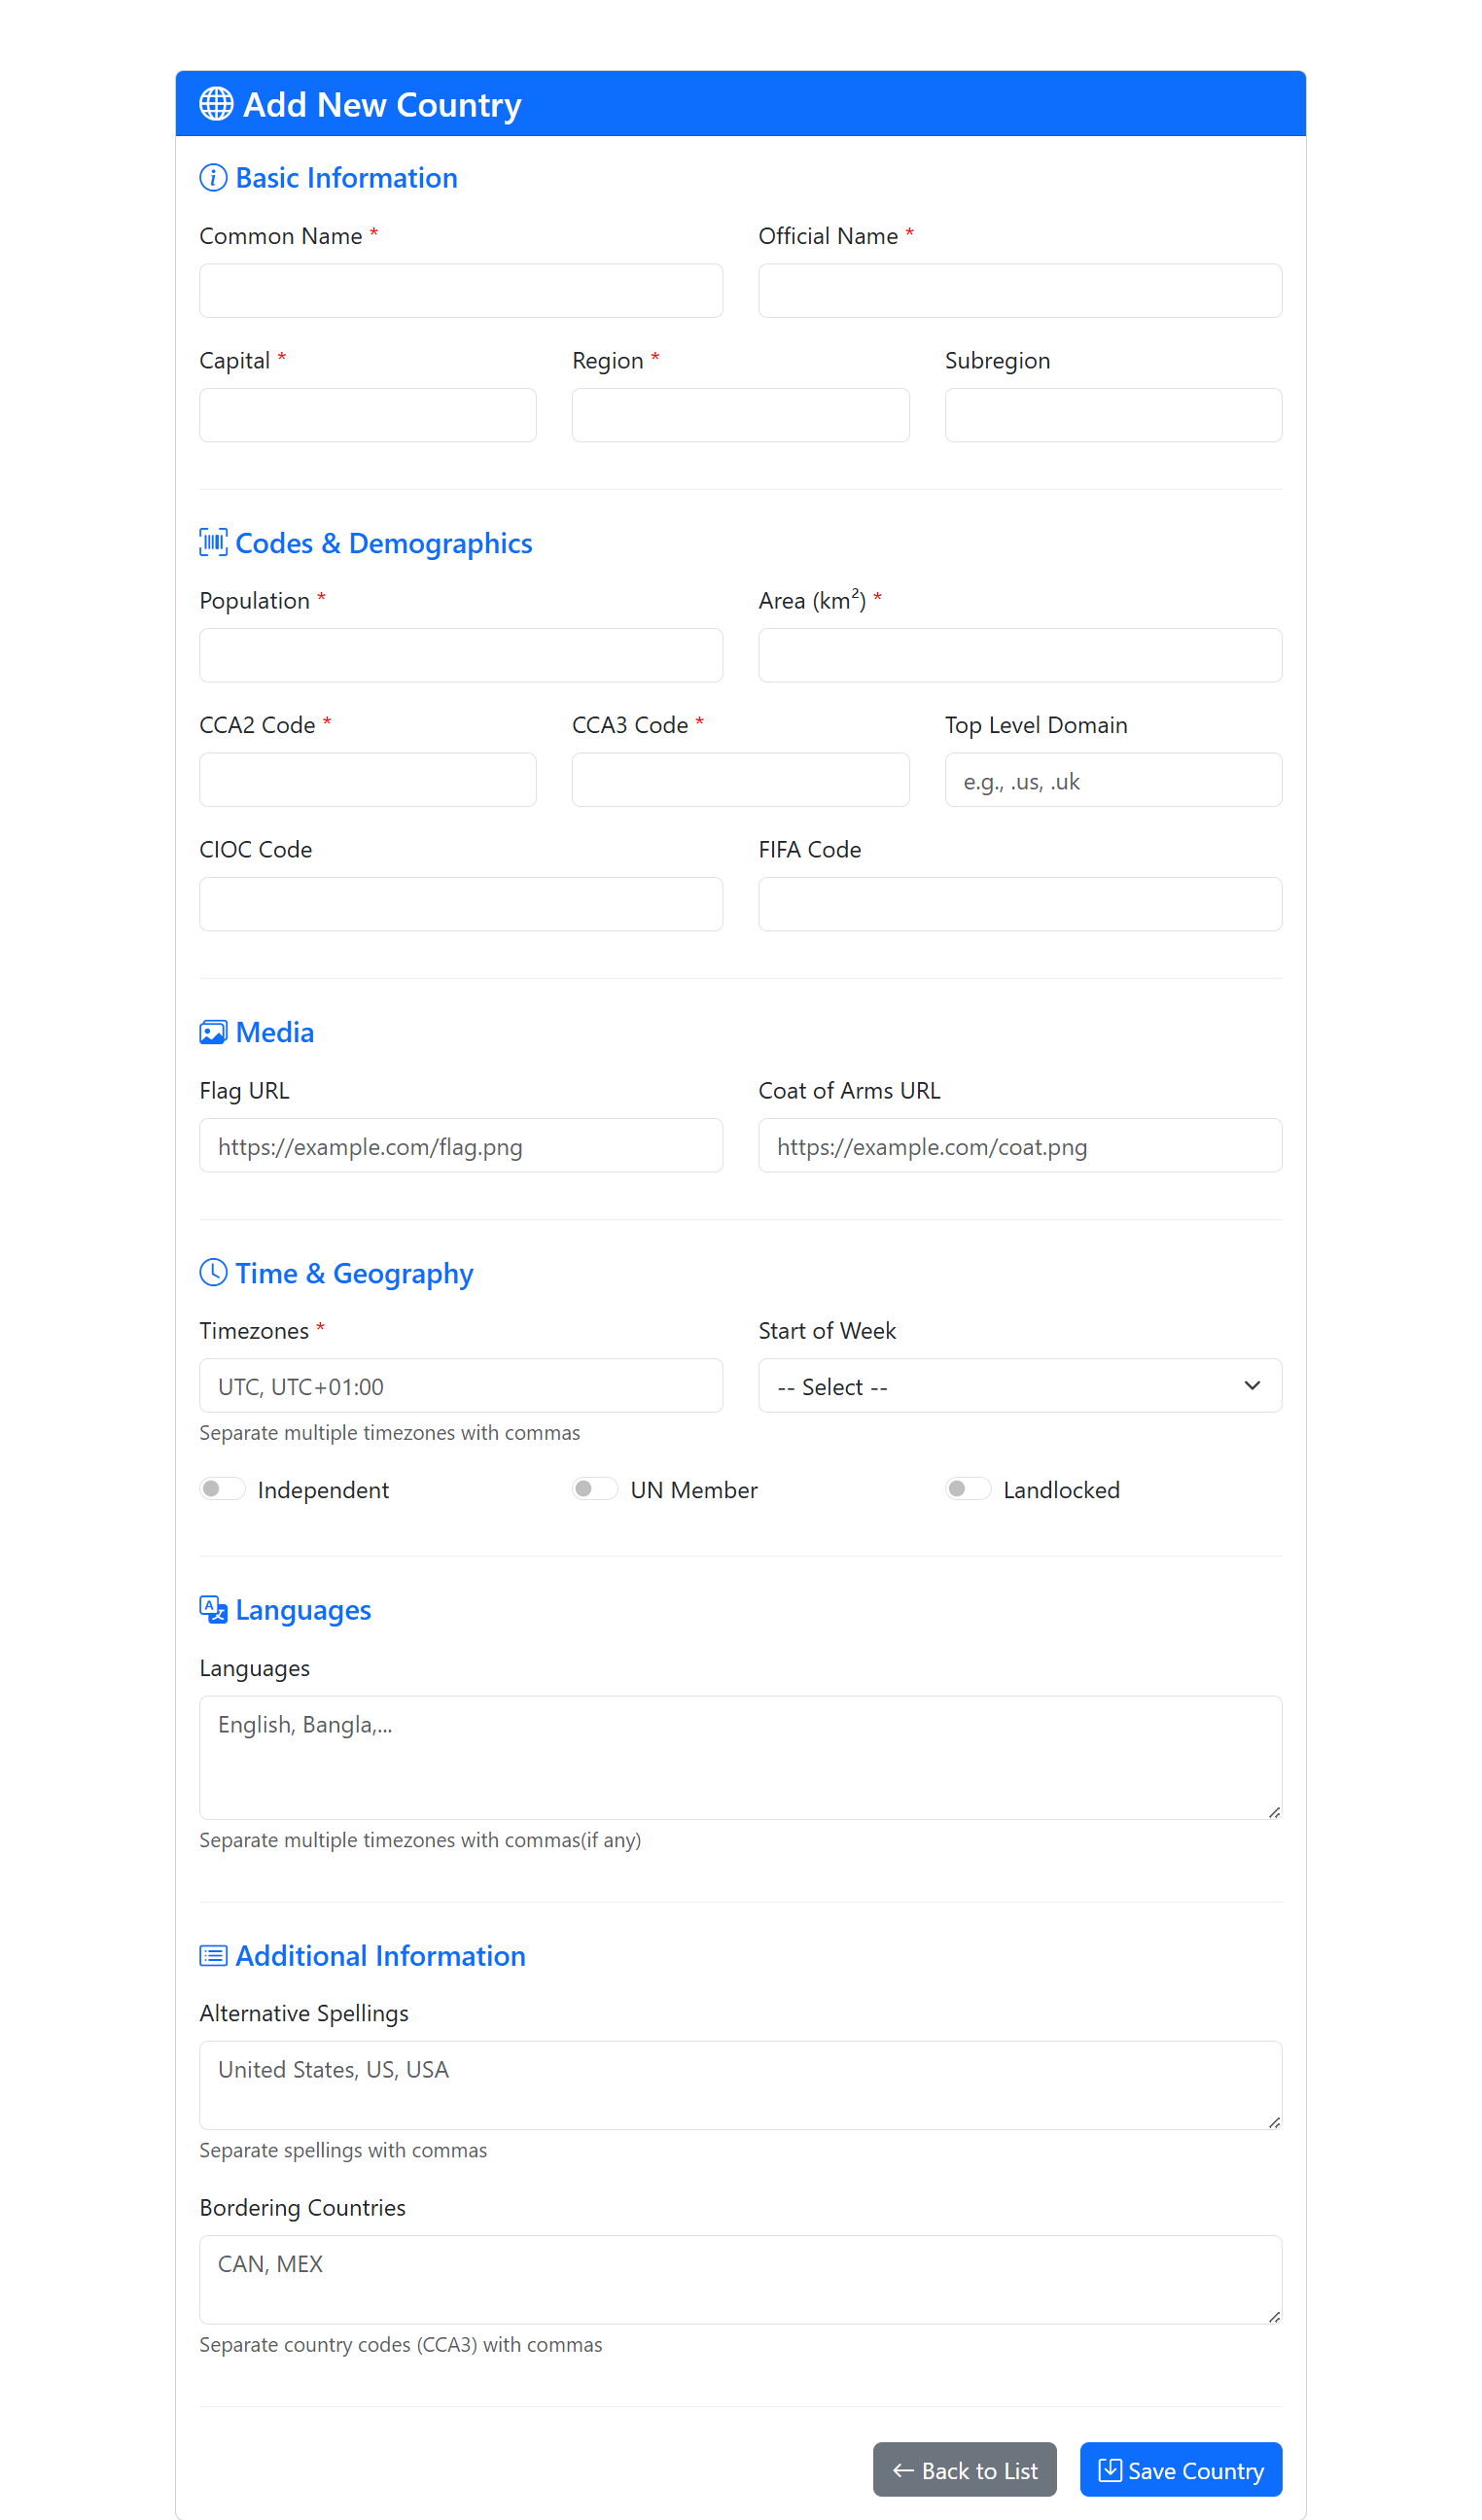 Add New Country
Basic Information
Common Name *
Official Name *
Capital *
Region *
Subregion
Codes & Demographics
Population *
Area (km²) *
CCA2 Code *
CCA3 Code *
Top Level Domain
e.g., .us, .uk
CIOC Code
FIFA Code
Media
Flag URL
Coat of Arms URL
https://example.com/flag.png
https://example.com/coat.png
Time & Geography
Timezones *
Start of Week
UTC, UTC+01:00
-- Select --
Separate multiple timezones with commas
Independent
UN Member
Landlocked
Languages
Languages
English, Bangla,...
Separate multiple timezones with commas(if any)
Additional Information
Alternative Spellings
United States, US, USA
Separate spellings with commas
Bordering Countries
CAN, MEX
Separate country codes (CCA3) with commas
Back to List
Save Country